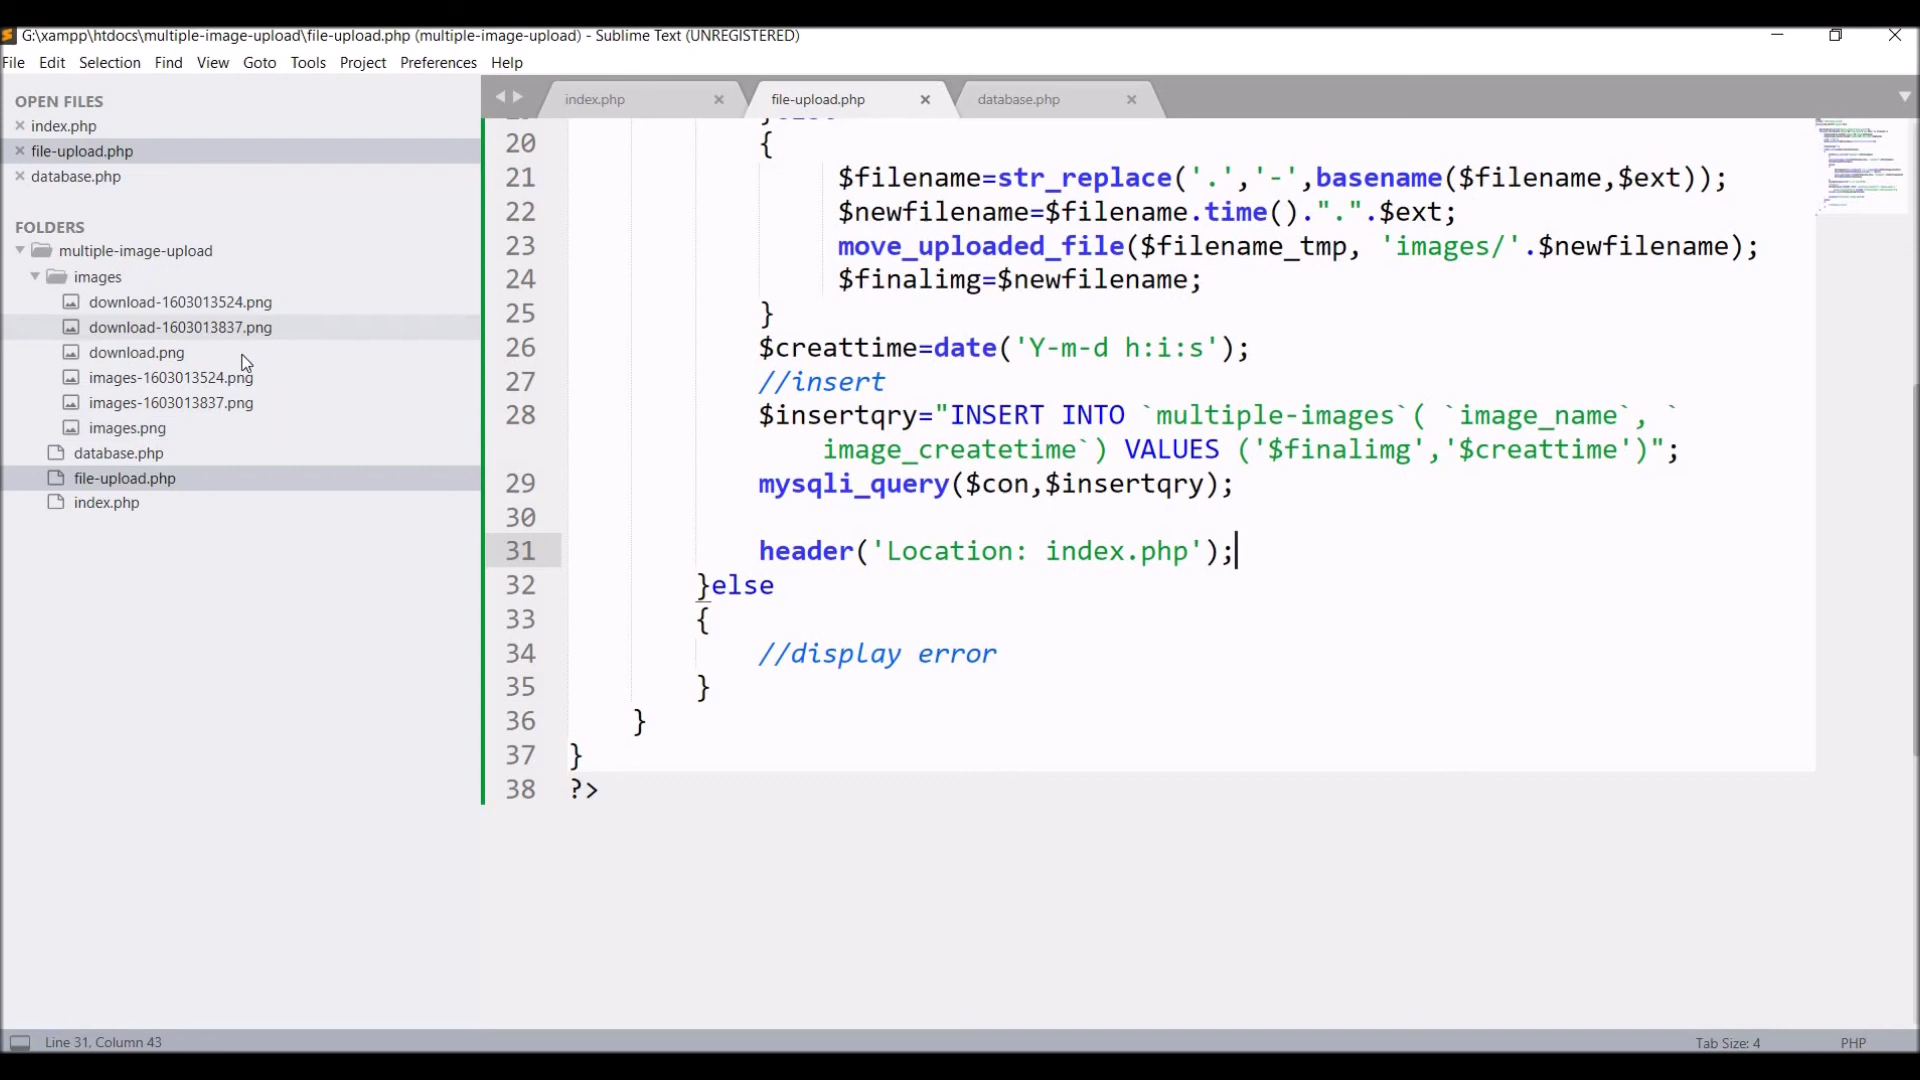 G:\xampp\htdocs\multiple-image-upload\file-upload.php (multiple-image-upload) - Sublime Text (UNREGISTERED)
File Edit Selection Find View Goto Tools Project Preferences Help
OPEN FILES
index.php
file-upload.php
database.php
FOLDERS
multiple-image-upload
images
download-1603013524.png
download-1603013837.png
download.png
images-1603013524.png
images-1603013837.png
images.png
database.php
file-upload.php
index.php
index.php file-upload.php database.php
20 {
21 $filename=str_replace('.','-',basename($filename,$ext));
22 $newfilename=$filename.time().".".$ext;
23 move_uploaded_file($filename_tmp, 'images/'.$newfilename);
24 $finalimg=$newfilename;
25 }
26 $creattime=date('Y-m-d h:i:s');
27 //insert
28 $insertqry="INSERT INTO `multiple-images`( `image_name`, `
image_createtime`) VALUES ('$finalimg','$creattime')";
29 mysqli_query($con,$insertqry);
30
31 header('Location: index.php');
32 }else
33 {
34 //display error
35 }
36 }
37 }
38 ?>
Line 31, Column 43
Tab Size: 4
PHP